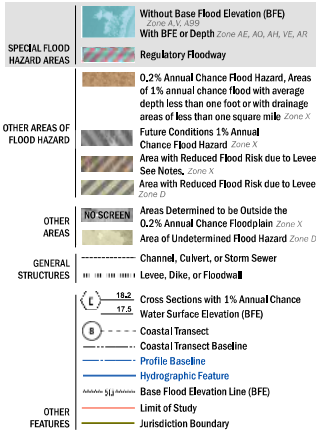 Without Base Flood Elevation (BFE)
Zone A,V, A99
With BFE or Depth Zone AE, AO, AH, VE, AR
SPECIAL FLOOD
HAZARD AREAS
Regulatory Floodway
0.2% Annual Chance Flood Hazard, Areas
of 1% annual chance flood with average
depth less than one foot or with drainage
areas of less than one square mile Zone X
Future Conditions 1% Annual
Chance Flood Hazard Zone X
OTHER AREAS OF
FLOOD HAZARD
Area with Reduced Flood Risk due to Levee
See Notes. Zone X
Area with Reduced Flood Risk due to Levee
Zone D
NO SCREEN
Areas Determined to be Outside the
0.2% Annual Chance Floodplain Zone X
OTHER
AREAS
Area of Undetermined Flood Hazard Zone D
GENERAL
STRUCTURES
Channel, Culvert, or Storm Sewer
Levee, Dike, or Floodwall
18.2
17.5
Cross Sections with 1% Annual Chance
Water Surface Elevation (BFE)
B
Coastal Transect
Coastal Transect Baseline
Profile Baseline
Hydrographic Feature
Base Flood Elevation Line (BFE)
OTHER
FEATURES
Limit of Study
Jurisdiction Boundary